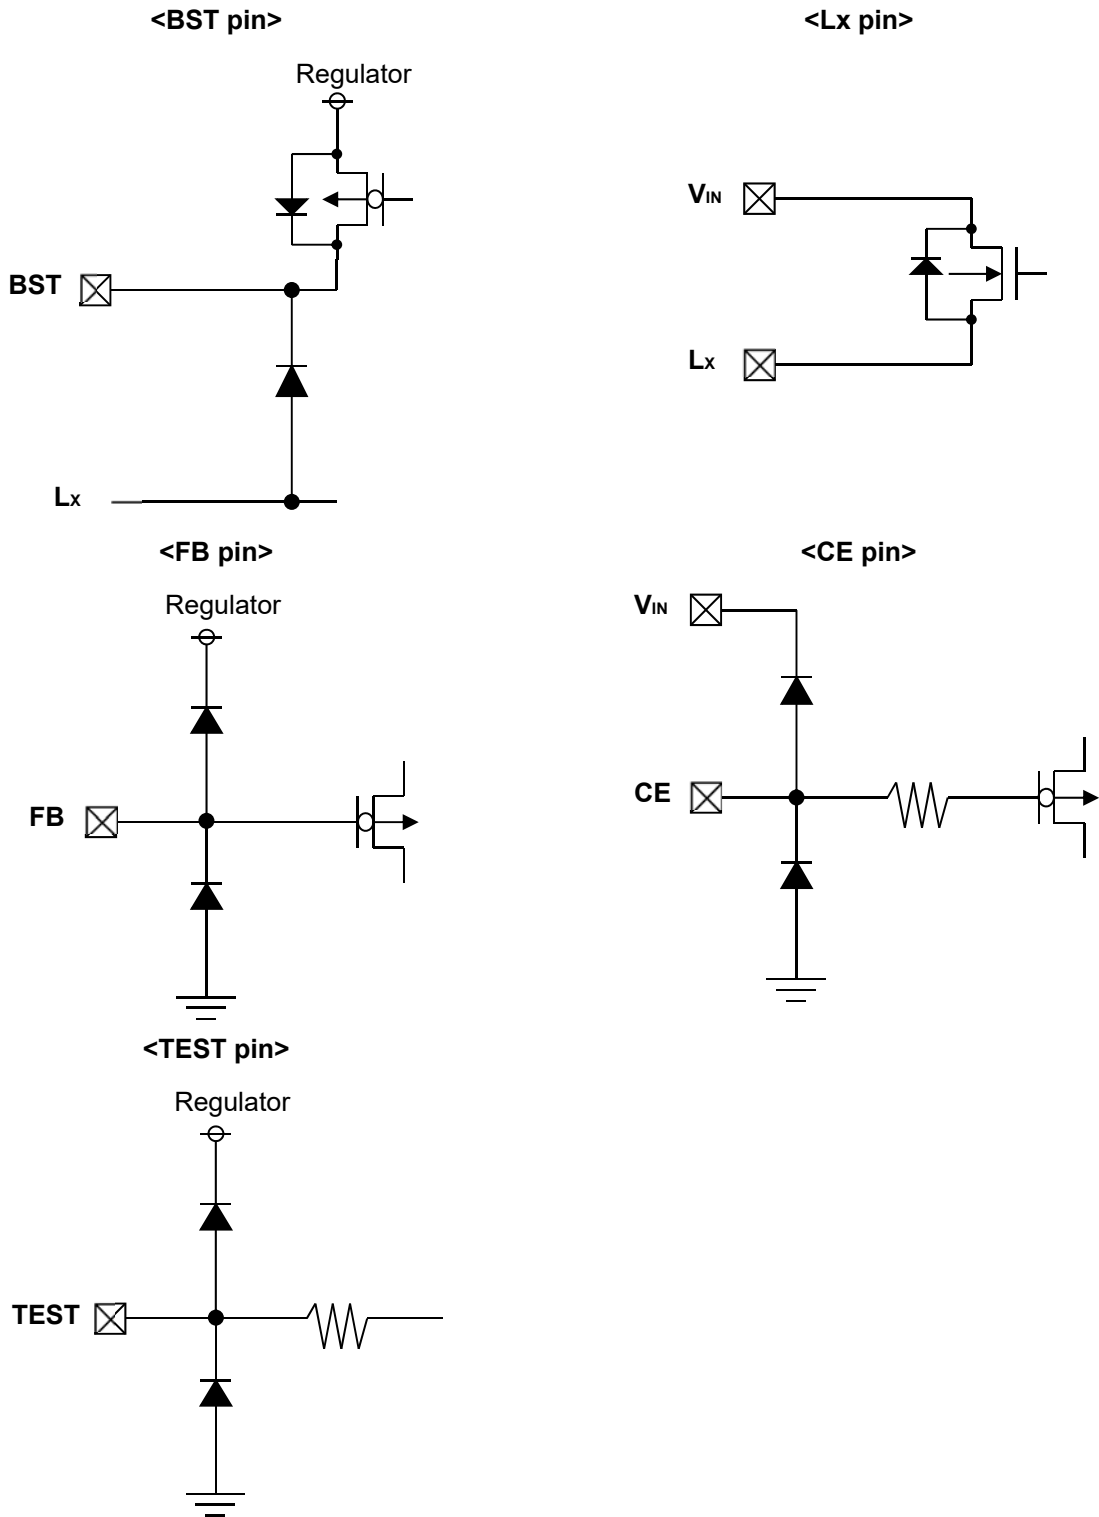 <BST pin>
Regulator
BST
Lx
<Lx pin>
VIN
Lx
<FB pin>
Regulator
FB
<CE pin>
VIN
CE
<TEST pin>
Regulator
TEST